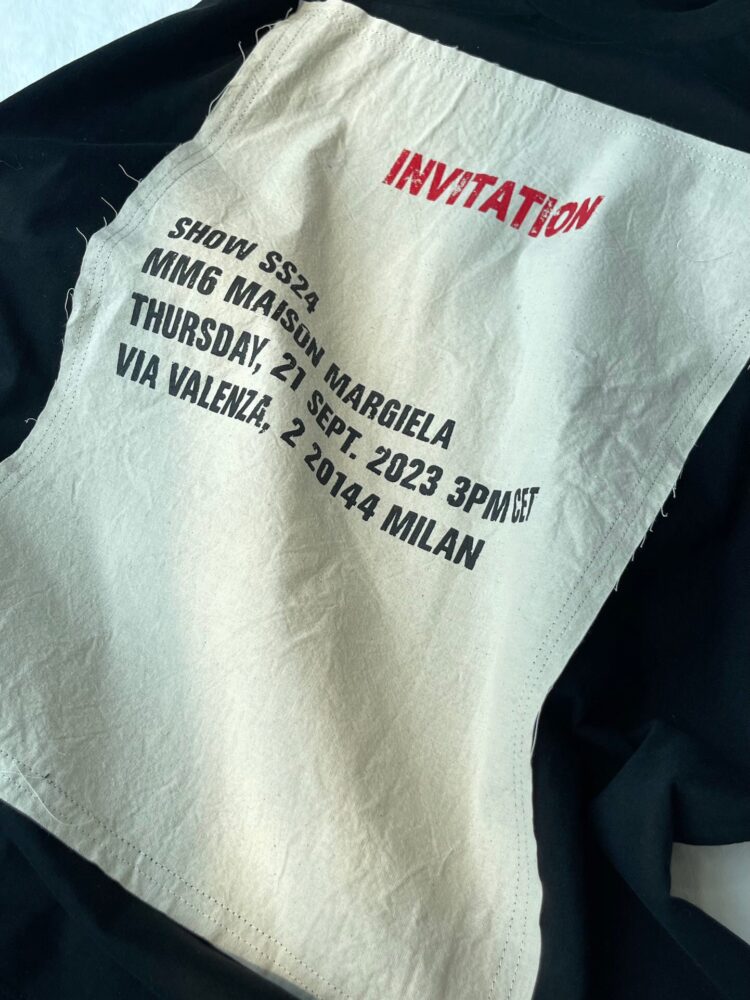 INVITATION
SHOW SS24
MM6 MAISON MARGIELA
THURSDAY, 21 SEPT. 2023 3PM CET
VIA VALENZA, 2 20144 MILAN